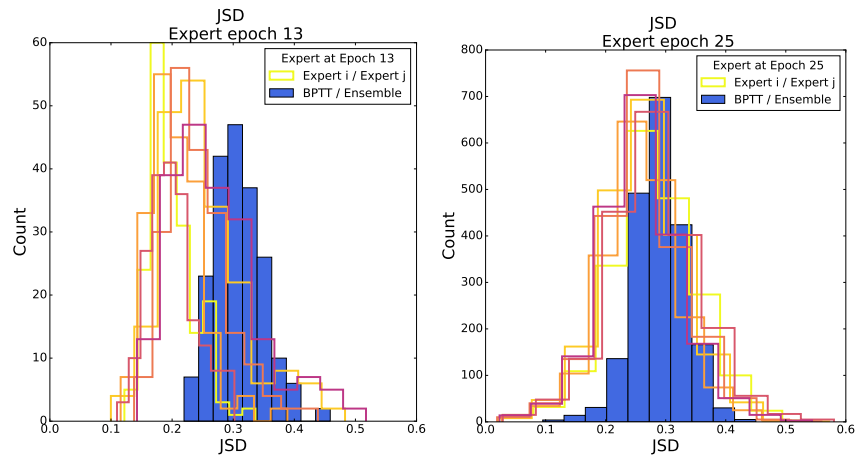 JSD
Expert epoch 13
60
50
40
30
20
10
0
Count
0.0 0.1 0.2 0.3 0.4 0.5 0.6
JSD
Expert at Epoch 13
Expert i / Expert j
BPTT / Ensemble
JSD
Expert epoch 25
800
700
600
500
400
300
200
100
0
Count
0.0 0.1 0.2 0.3 0.4 0.5 0.6
JSD
Expert at Epoch 25
Expert i / Expert j
BPTT / Ensemble